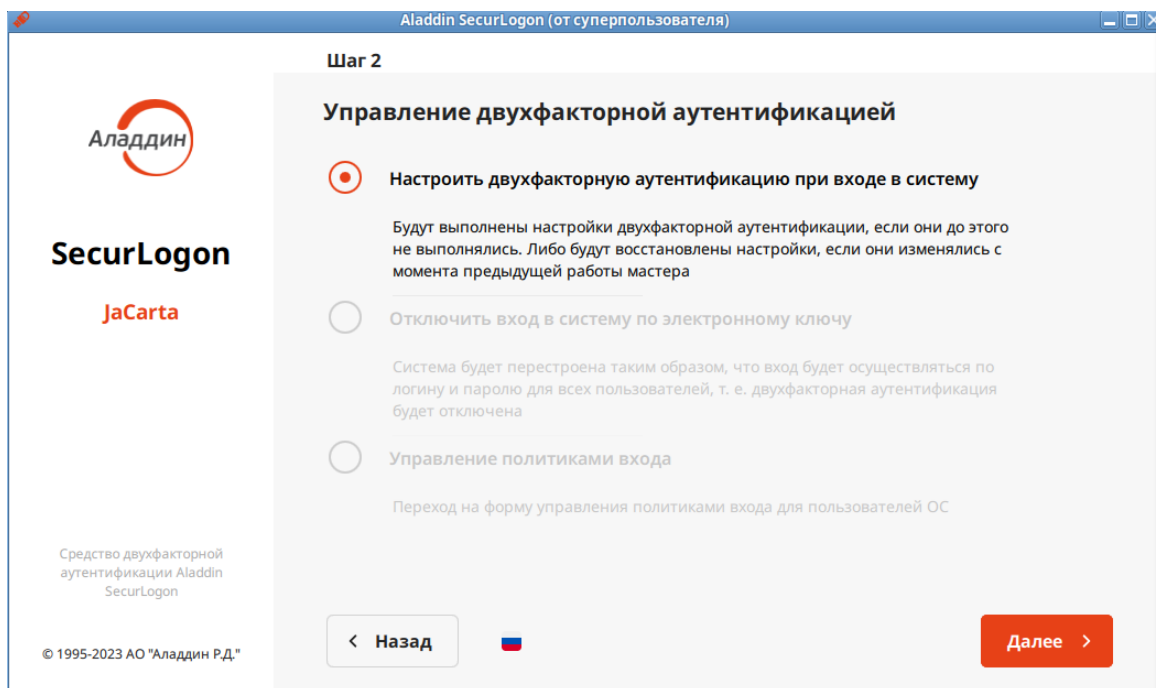 Aladdin SecurLogon (от суперпользователя)
Шаг 2
Управление двухфакторной аутентификацией
Аладдин
SecurLogon
JaCarta
Настроить двухфакторную аутентификацию при входе в систему
Будут выполнены настройки двухфакторной аутентификации, если они до этого
не выполнялись. Либо будут восстановлены настройки, если они изменялись с
момента предыдущей работы мастера
Отключить вход в систему по электронному ключу
Система будет перестроена таким образом, что вход будет осуществляться по
логину и паролю для всех пользователей, т. е. двухфакторная аутентификация
будет отключена
Управление политиками входа
Переход на форму управления политиками входа для пользователей ОС
Средство двухфакторной
аутентификации Aladdin
SecurLogon
© 1995-2023 АО "Аладдин Р.Д."
Назад
Далее